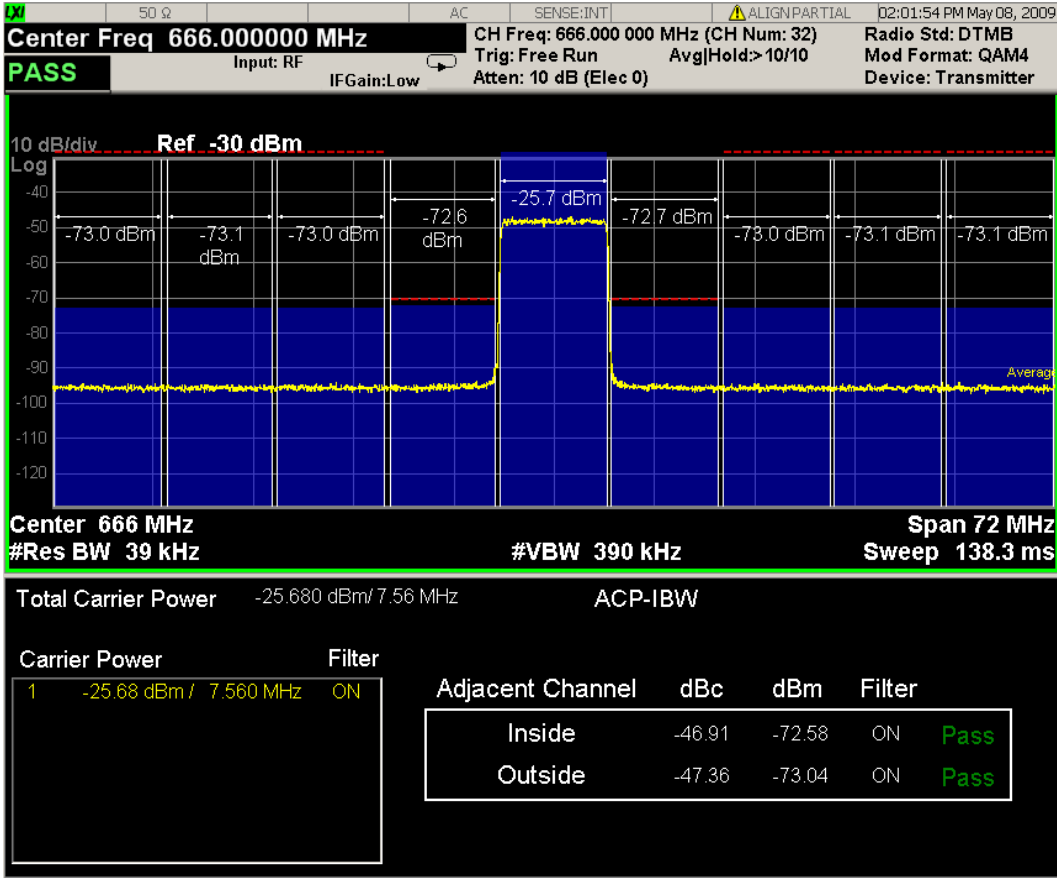 LXI 50 Ω AC SENSE:INT ALIGN PARTIAL 02:01:54 PM May 08, 2009
Center Freq 666.000000 MHz
CH Freq: 666.000 000 MHz (CH Num: 32)
Radio Std: DTMB
PASS
Input: RF
IFGain:Low
Trig: Free Run
Avg|Hold:>10/10
Mod Format: QAM4
Atten: 10 dB (Elec 0)
Device: Transmitter
10 dB/div Ref -30 dBm
Log
-40
-50
-60
-70
-80
-90
-100
-110
-120
-73.0 dBm
-73.1
dBm
-73.0 dBm
-72.6
dBm
-25.7 dBm
-72.7 dBm
-73.0 dBm
-73.1 dBm
-73.1 dBm
Average
Center 666 MHz
Span 72 MHz
#Res BW 39 kHz
#VBW 390 kHz
Sweep 138.3 ms
Total Carrier Power -25.680 dBm/ 7.56 MHz
ACP-IBW
Carrier Power Filter
1 -25.68 dBm / 7.560 MHz ON
Adjacent Channel dBc dBm Filter
Inside -46.91 -72.58 ON Pass
Outside -47.36 -73.04 ON Pass